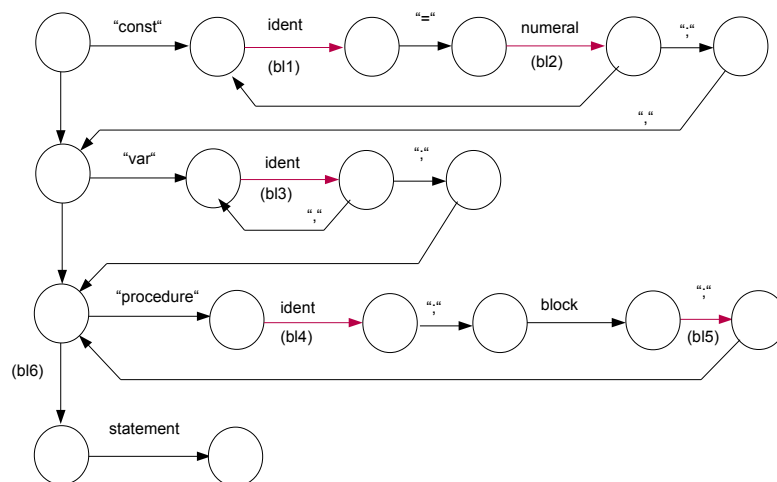 “const“ ident “=“ numeral “;“
(bl1) (bl2)
“,“
“var“ ident “;“
(bl3)
“,“
“procedure“ ident “;“ block “;“
(bl4) (bl5)
(bl6)
statement